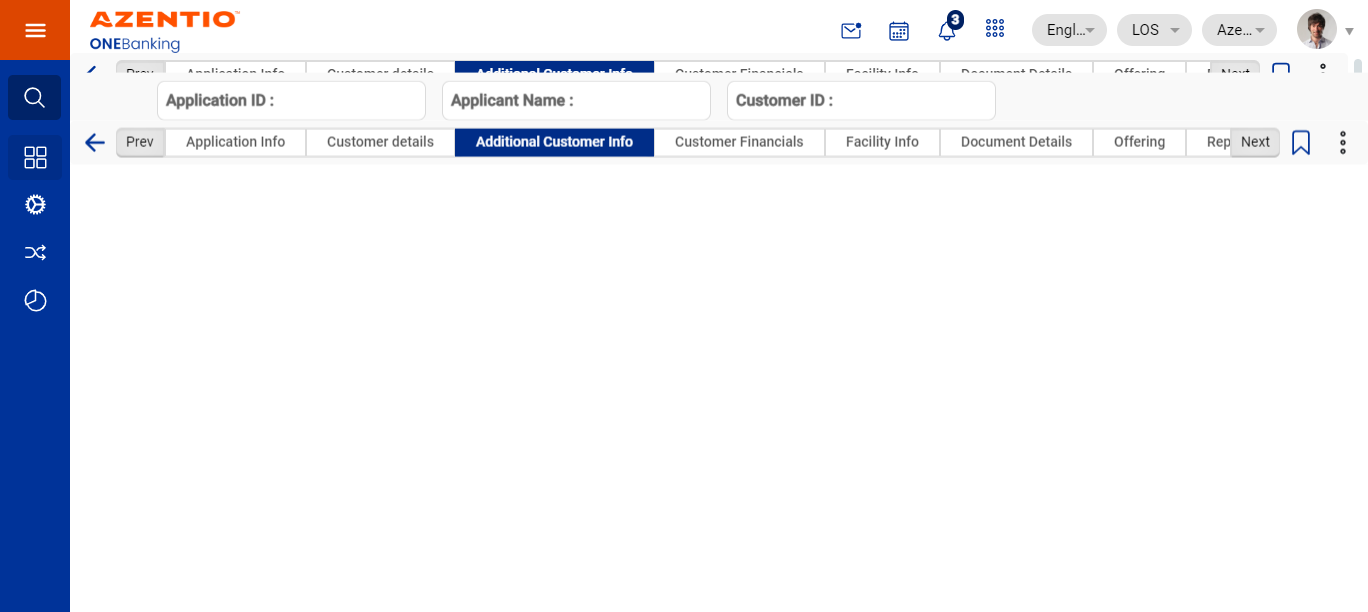 AZENTIO™
ONEBanking
3
Engl...
LOS
Aze...
Prev Application Info Customer details Additional Customer Info Customer Financials Facility Info Document Details Offering Next
Application ID : Applicant Name : Customer ID :
Prev Application Info Customer details Additional Customer Info Customer Financials Facility Info Document Details Offering Rep Next